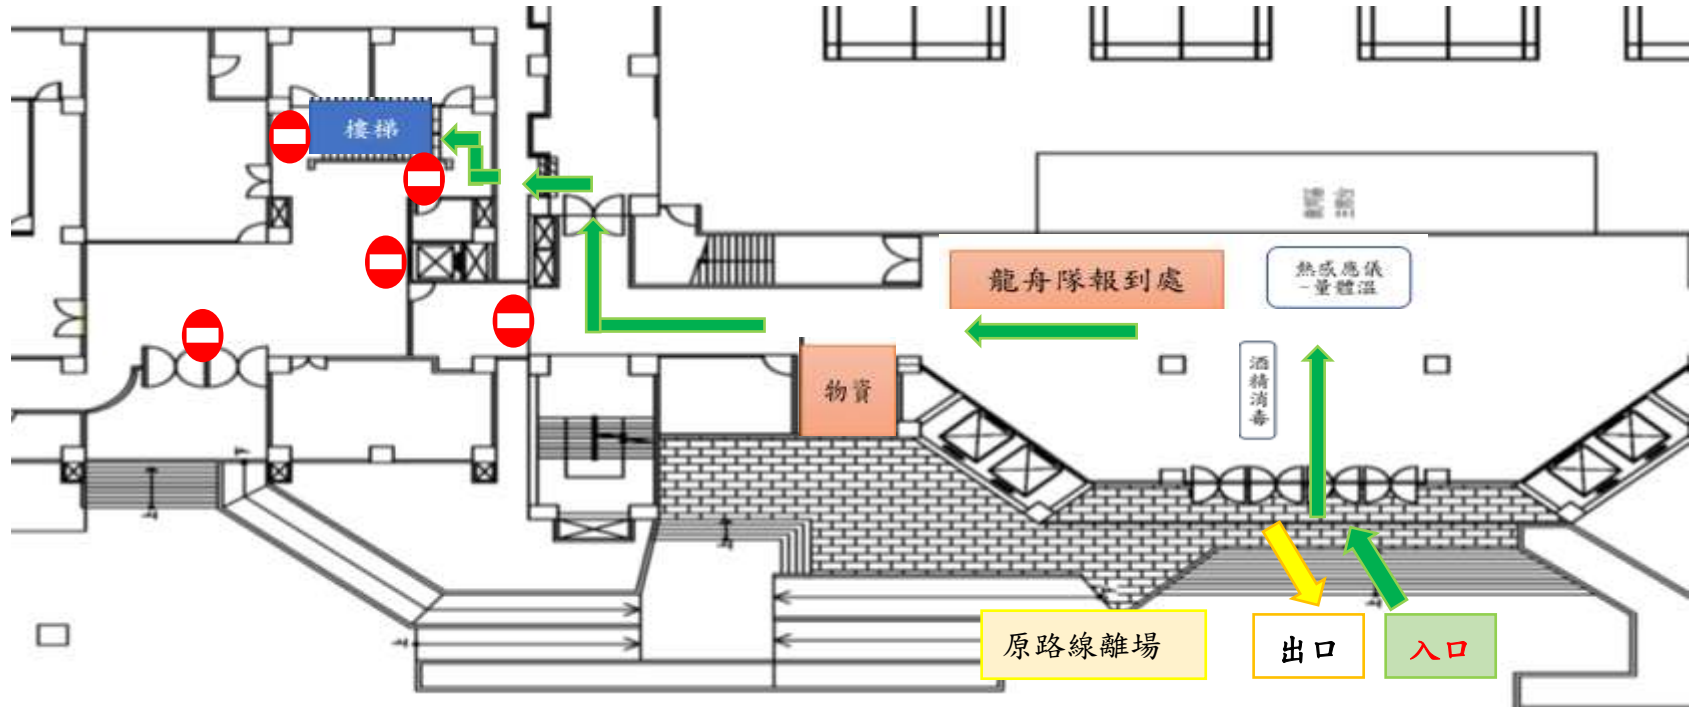 樓梯
龍舟隊報到處
熱感應儀
-量體溫
酒精消毒
物資
原路線離場
出口
入口